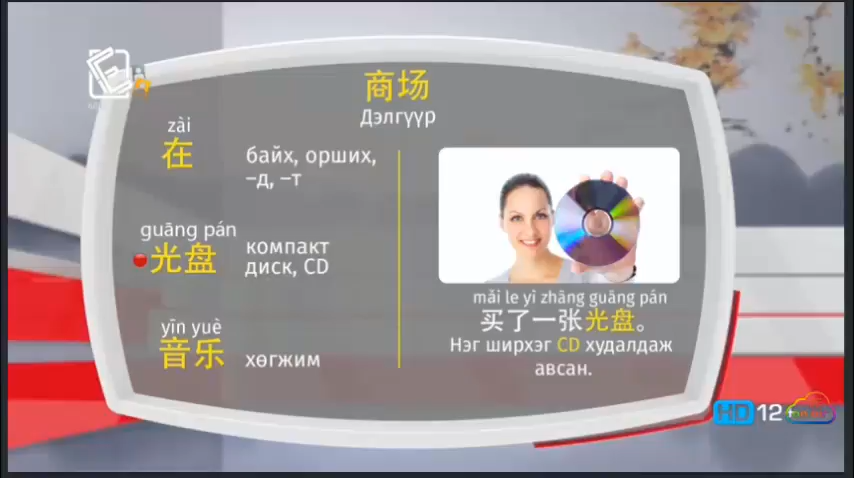 商场
Дэлгүүр
zài
在
байх, орших,
–д, –т
guāng pán
光盘
компакт
диск, CD
yīn yuè
音乐
хөгжим
mǎi le yì zhāng guāng pán
买了一张光盘。
Нэг ширхэг CD худалдаж
авсан.
HD 12+